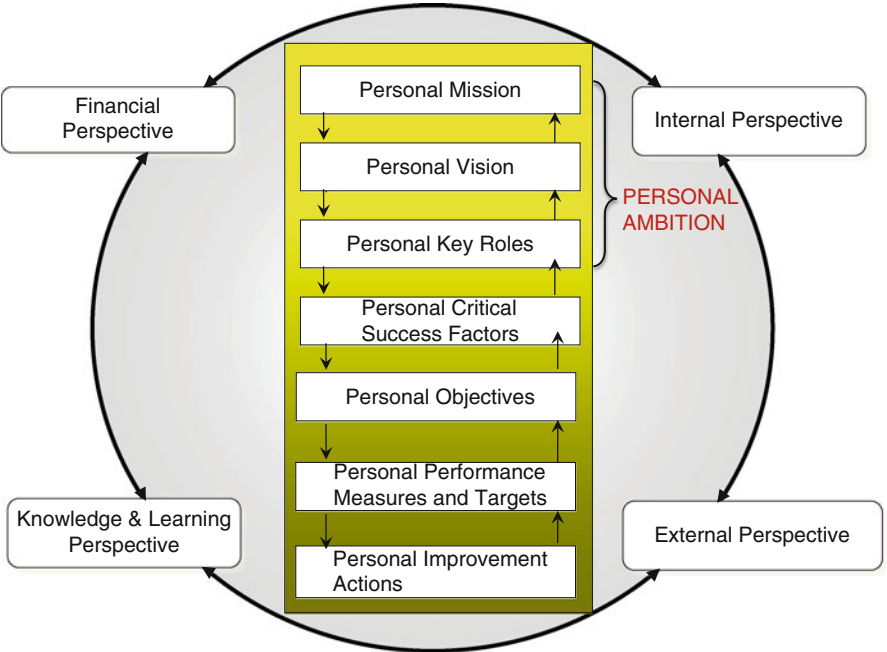 Personal Mission
Financial
Perspective
Internal Perspective
Personal Vision
PERSONAL
AMBITION
Personal Key Roles
Personal Critical
Success Factors
Personal Objectives
Personal Performance
Measures and Targets
Knowledge & Learning
Perspective
External Perspective
Personal Improvement
Actions